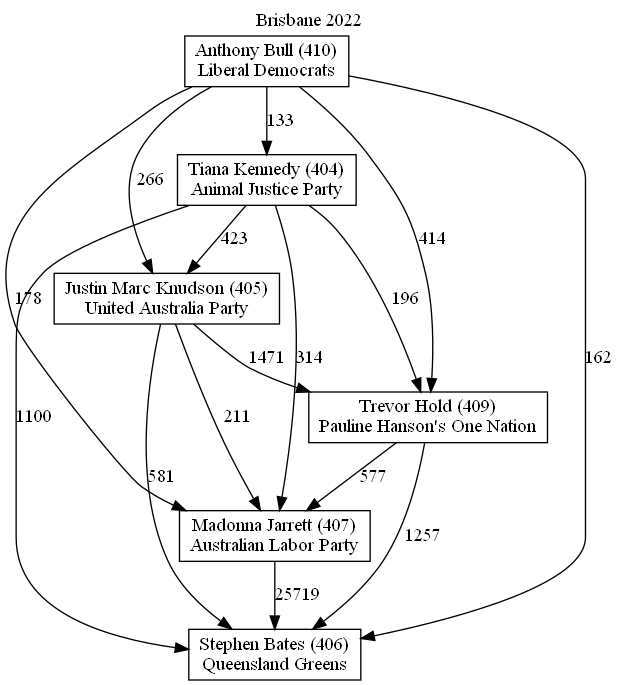 Brisbane 2022
Anthony Bull (410)
Liberal Democrats
133
Tiana Kennedy (404)
Animal Justice Party
266
423
414
Justin Marc Knudson (405)
United Australia Party
178
196
1471
314
162
Trevor Hold (409)
Pauline Hanson's One Nation
1100
211
581
577
Madonna Jarrett (407)
Australian Labor Party
1257
25719
Stephen Bates (406)
Queensland Greens